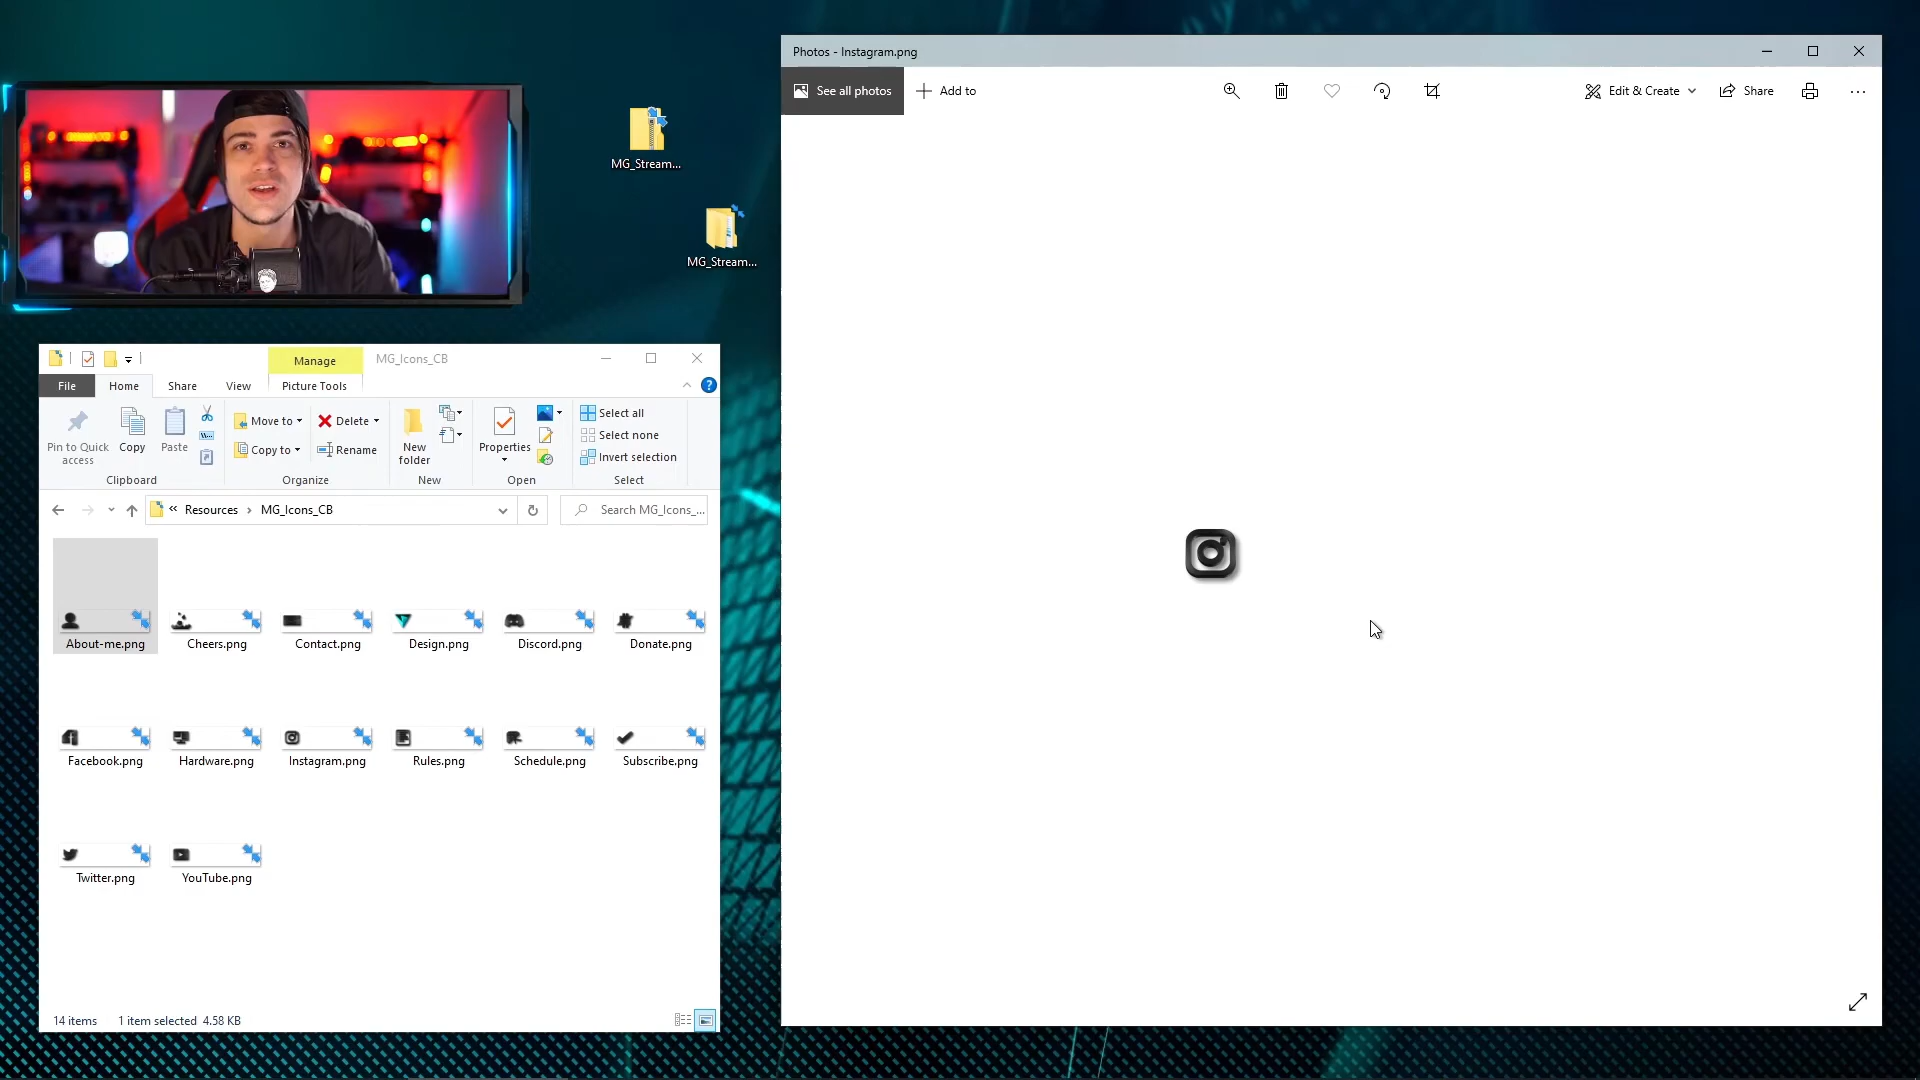 MG_Stream...
MG_Stream...
Manage
MG_Icons_CB
File
Home
Share
View
Picture Tools
Pin to Quick
access
Copy
Paste
Move to
Copy to
Delete
Rename
New
folder
Properties
Select all
Select none
Invert selection
Clipboard
Organize
New
Open
Select
« Resources › MG_Icons_CB
Search MG_Icons_...
About-me.png
Cheers.png
Contact.png
Design.png
Discord.png
Donate.png
Facebook.png
Hardware.png
Instagram.png
Rules.png
Schedule.png
Subscribe.png
Twitter.png
YouTube.png
14 items
1 item selected 4.58 KB
Photos - Instagram.png
See all photos
Add to
Edit & Create
Share